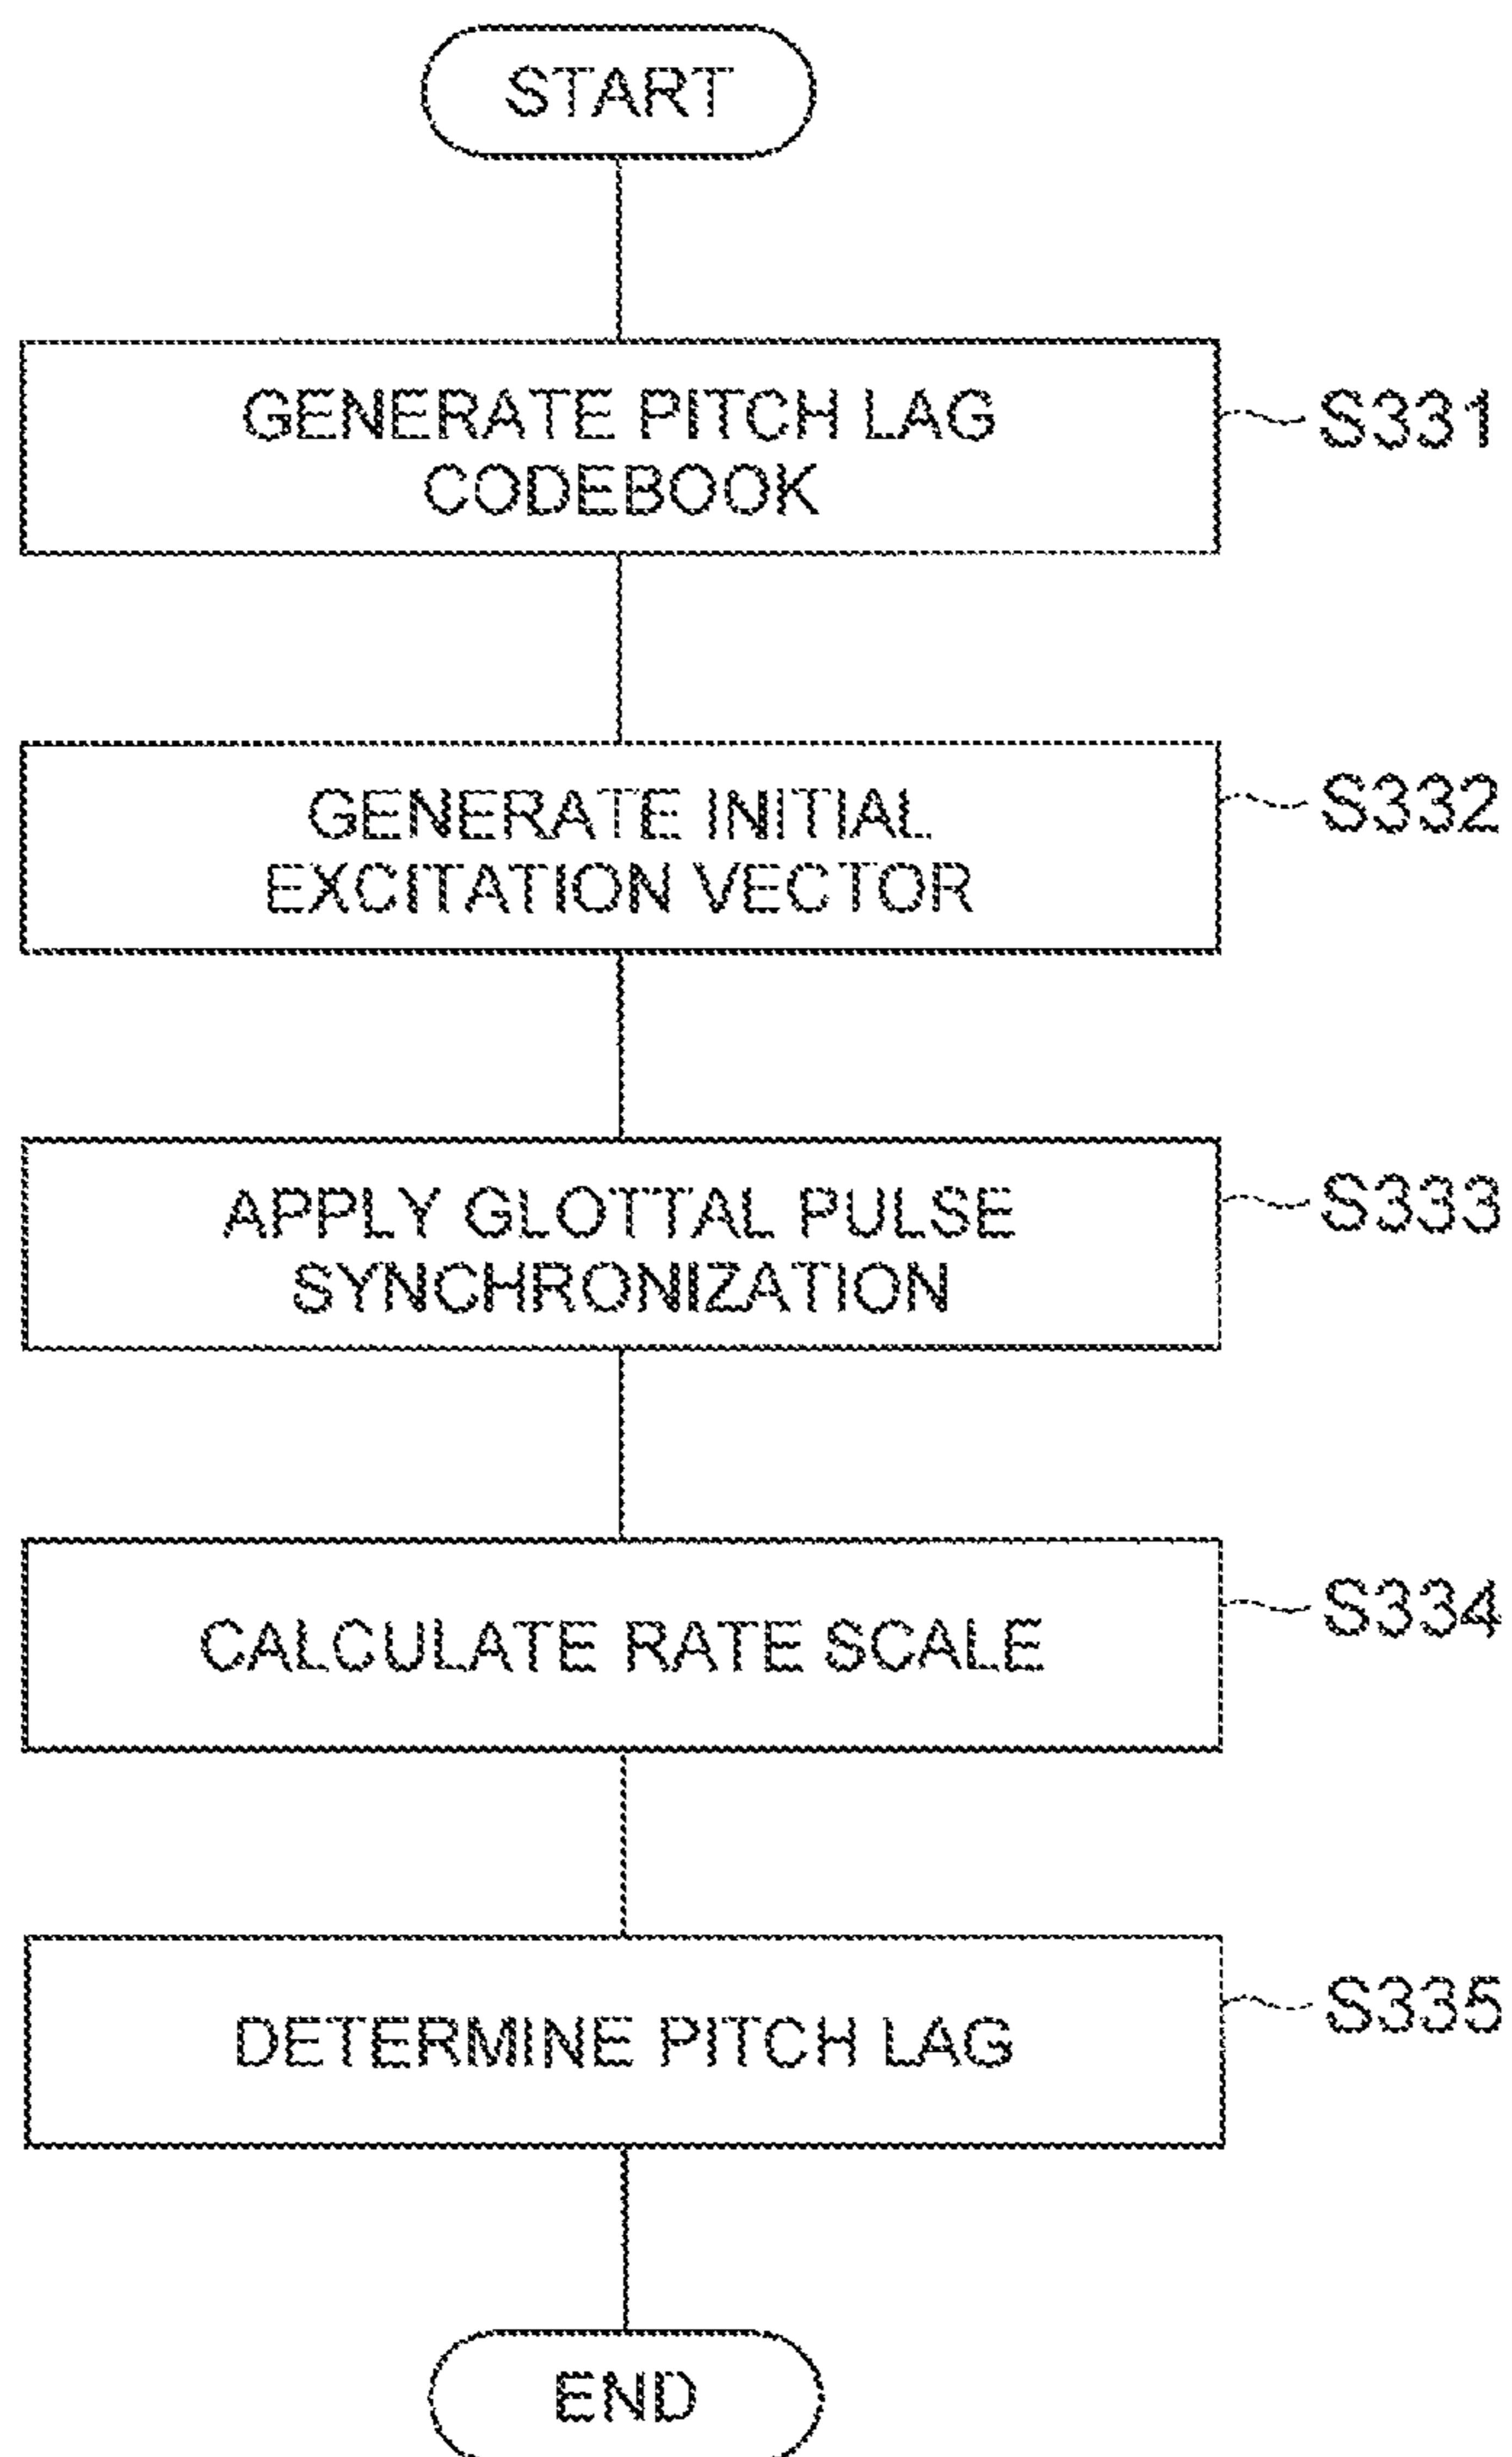 START
GENERATE PITCH LAG
CODEBOOK
S331
GENERATE INITIAL
EXCITATION VECTOR
S332
APPLY GLOTTAL PULSE
SYNCHRONIZATION
S333
CALCULATE RATE SCALE
S334
DETERMINE PITCH LAG
S335
END